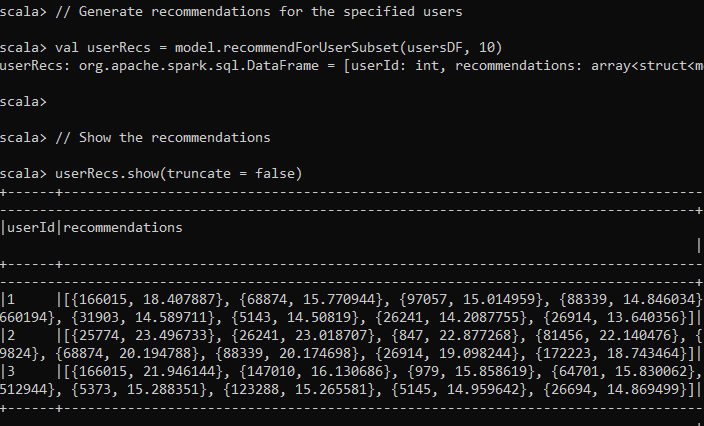 scala> // Generate recommendations for the specified users
scala> val userRecs = model.recommendForUserSubset(usersDF, 10)
userRecs: org.apache.spark.sql.DataFrame = [userId: int, recommendations: array<struct<m
scala>
scala> // Show the recommendations
scala> userRecs.show(truncate = false)
+------+--------------------------------------------------------------------------------
---------------------------------------------------------------------------------------+
|userId|recommendations
|
+------+--------------------------------------------------------------------------------
---------------------------------------------------------------------------------------+
|1     |[{166015, 18.407887}, {68874, 15.770944}, {97057, 15.014959}, {88339, 14.846034}
660194}, {31903, 14.589711}, {5143, 14.50819}, {26241, 14.2087755}, {26914, 13.640356}]|
|2     |[{25774, 23.496733}, {26241, 23.018707}, {847, 22.877268}, {81456, 22.140476}, {
9824}, {68874, 20.194788}, {88339, 20.174698}, {26914, 19.098244}, {172223, 18.743464}]|
|3     |[{166015, 21.946144}, {147010, 16.130686}, {979, 15.858619}, {64701, 15.830062},
512944}, {5373, 15.288351}, {123288, 15.265581}, {5145, 14.959642}, {26694, 14.869499}]|
+------+--------------------------------------------------------------------------------